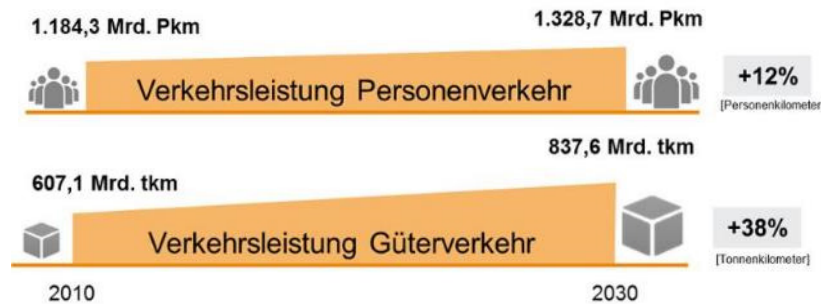 1.184,3 Mrd. Pkm
1.328,7 Mrd. Pkm
Verkehrsleistung Personenverkehr
+12%
[Personenkilometer
837,6 Mrd. tkm
607,1 Mrd. tkm
Verkehrsleistung Güterverkehr
+38%
[Tonnenkilometer]
2010
2030